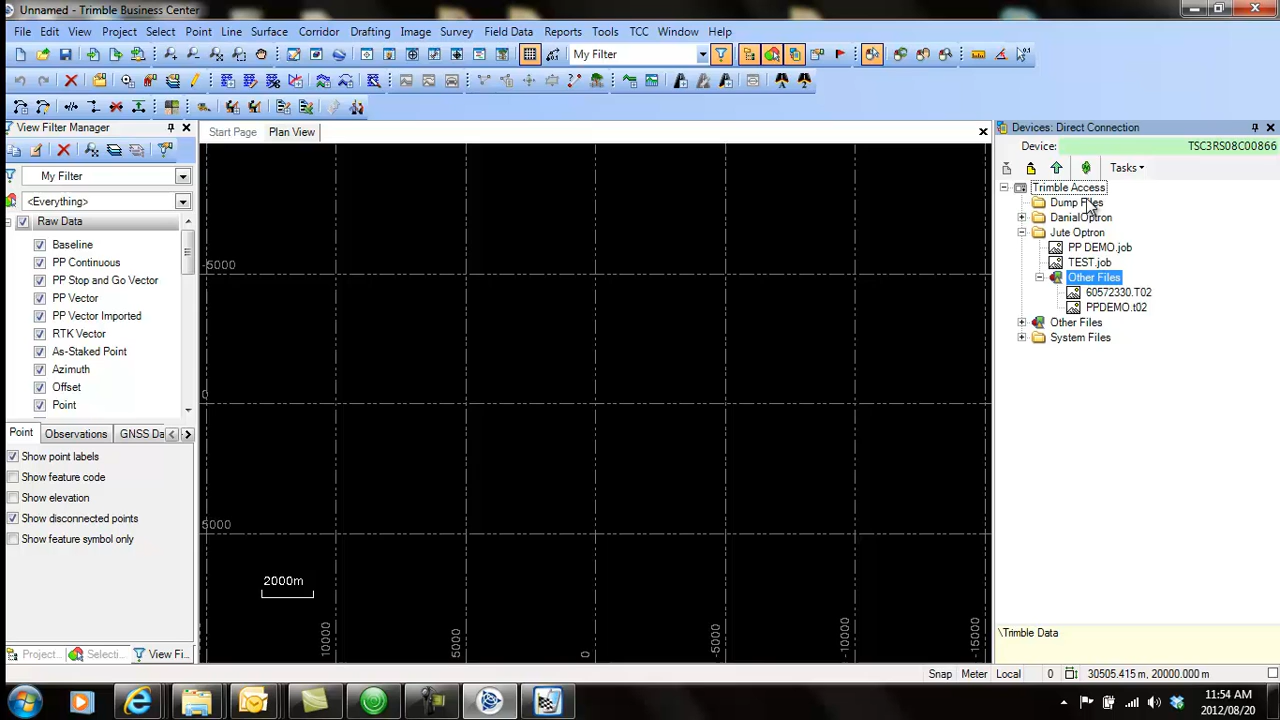 Unnamed - Trimble Business Center
File Edit View Project Select Point Line Surface Corridor Drafting Image Survey Field Data Reports Tools TCC Window Help
My Filter
View Filter Manager
Start Page Plan View
Devices: Direct Connection
Device: TSC3RS08C00866
My Filter
Tasks
<Everything>
Trimble Access
Raw Data
Dump Files
DanialOptron
Baseline
Jute Optron
PP Continuous
PP DEMO.job
PP Stop and Go Vector
TEST.job
PP Vector
Other Files
PP Vector Imported
60572330.T02
RTK Vector
PPDEMO.t02
As-Staked Point
Other Files
Azimuth
System Files
Offset
Point
-5000
0
5000
Point Observations GNSS Da
Show point labels
Show feature code
Show elevation
Show disconnected points
Show feature symbol only
2000m
10000 5000 0 -5000 -10000 -15000
\Trimble Data
Project... Selecti... View Fi...
Snap Meter Local 0 30505.415 m, 20000.000 m
11:54 AM
2012/08/20